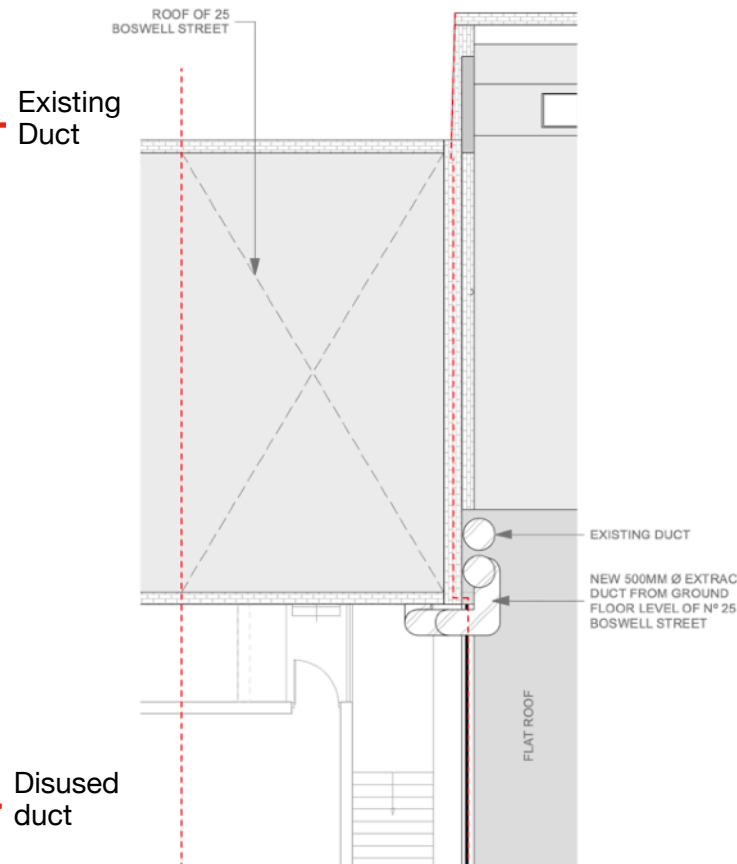 ROOF OF 25
BOSWELL STREET
Existing
Duct
EXISTING DUCT
NEW 500MM Ø EXTRAC
DUCT FROM GROUND
FLOOR LEVEL OF Nº 25
BOSWELL STREET
FLAT ROOF
Disused
duct